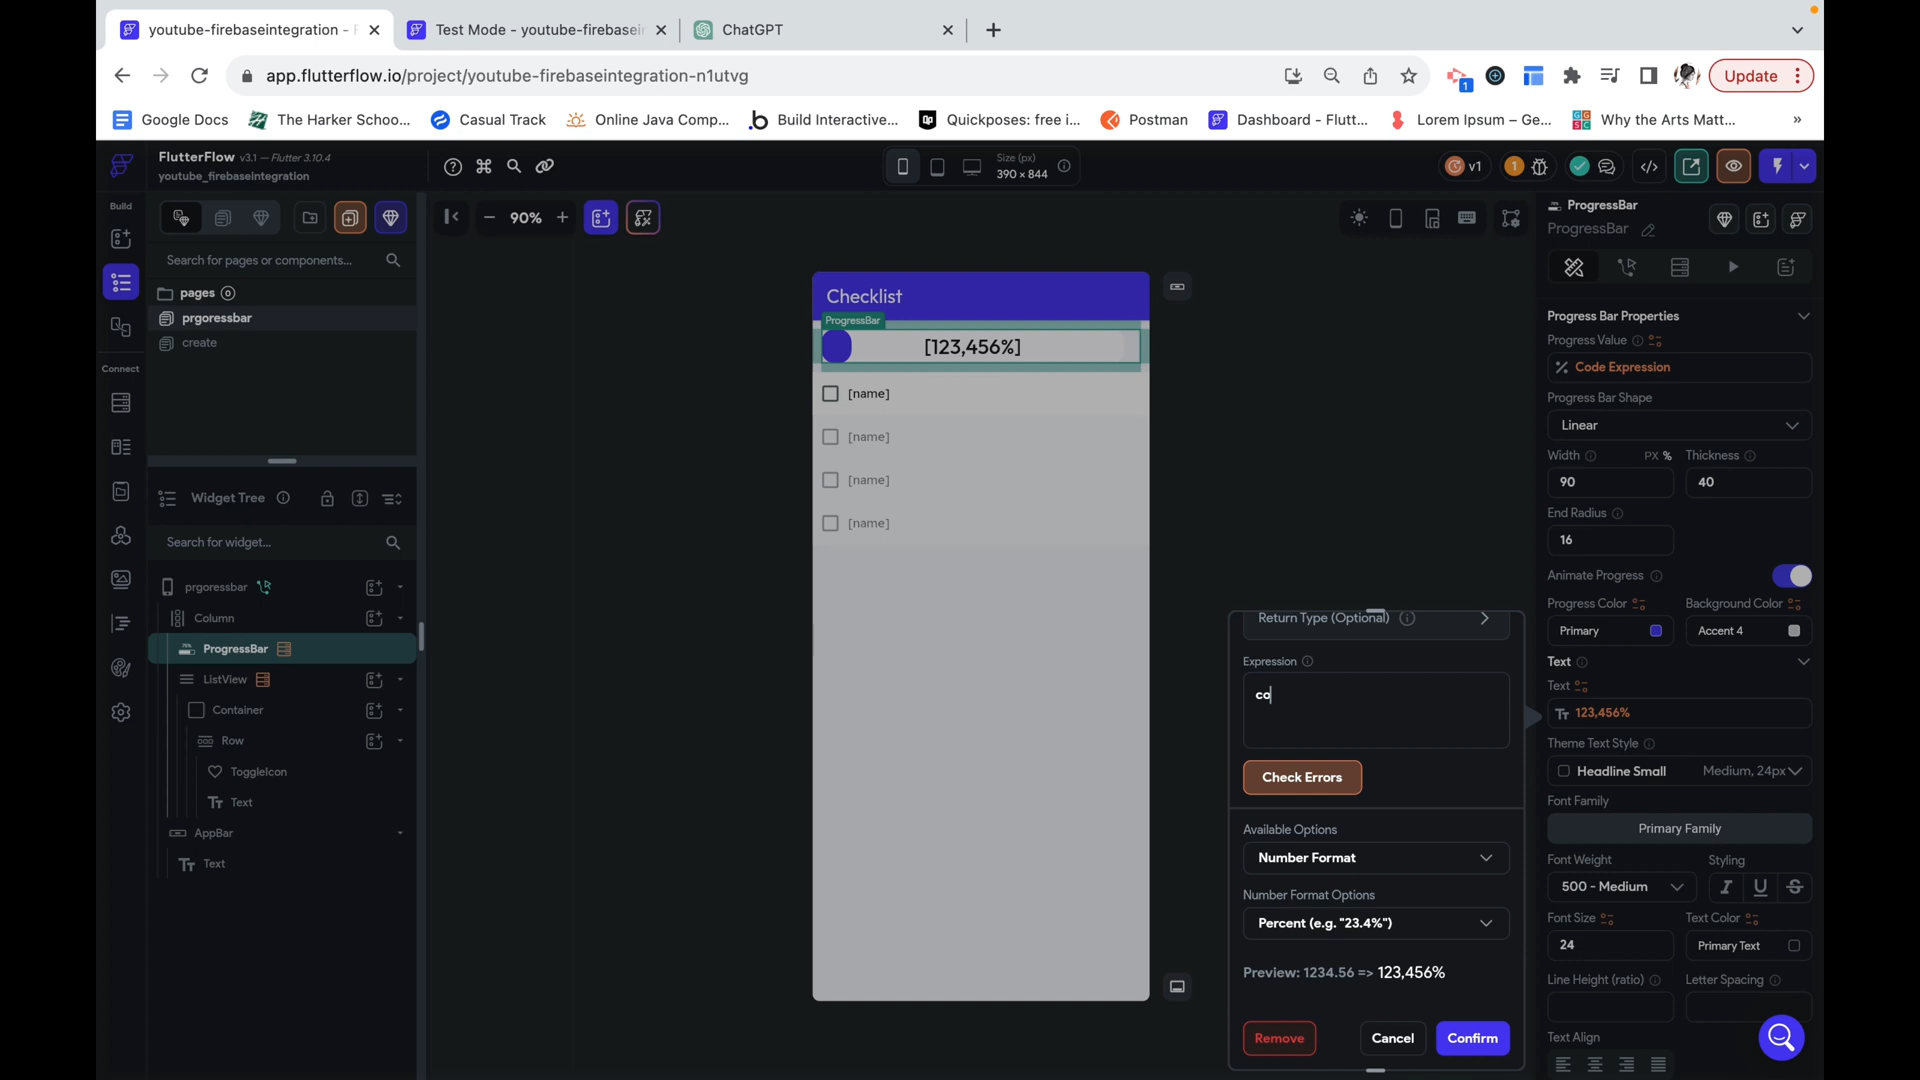 youtube-firebaseintegration - F
Test Mode - youtube-firebasein
ChatGPT
app.flutterflow.io/project/youtube-firebaseintegration-n1utvg
1
Update
Google Docs
The Harker Schoo...
Casual Track
Online Java Comp...
Build Interactive...
Quickposes: free i...
Postman
Dashboard - Flutt...
Lorem Ipsum – Ge...
Why the Arts Matt...
»
FlutterFlow v3.1 — Flutter 3.10.4
youtube_firebaseintegration
Size (px)
390 × 844
v1
1
Build
Search for pages or components...
90%
ProgressBar
ProgressBar
pages 0
prgoressbar
create
Connect
Widget Tree
Search for widget...
prgoressbar
Column
ProgressBar
ListView
Container
Row
ToggleIcon
Text
AppBar
Text
Checklist
ProgressBar
[123,456%]
[name]
[name]
[name]
[name]
Return Type (Optional)
Expression
co
Check Errors
Available Options
Number Format
Number Format Options
Percent (e.g. "23.4%")
Preview: 1234.56 => 123,456%
Remove
Cancel
Confirm
Progress Bar Properties
Progress Value
Code Expression
Progress Bar Shape
Linear
Width PX %
Thickness
90
40
End Radius
16
Animate Progress
Progress Color
Background Color
Primary
Accent 4
Text
Text
123,456%
Theme Text Style
Headline Small Medium, 24px
Font Family
Primary Family
Font Weight
Styling
500 - Medium
Font Size
Text Color
24
Primary Text
Line Height (ratio)
Letter Spacing
Text Align